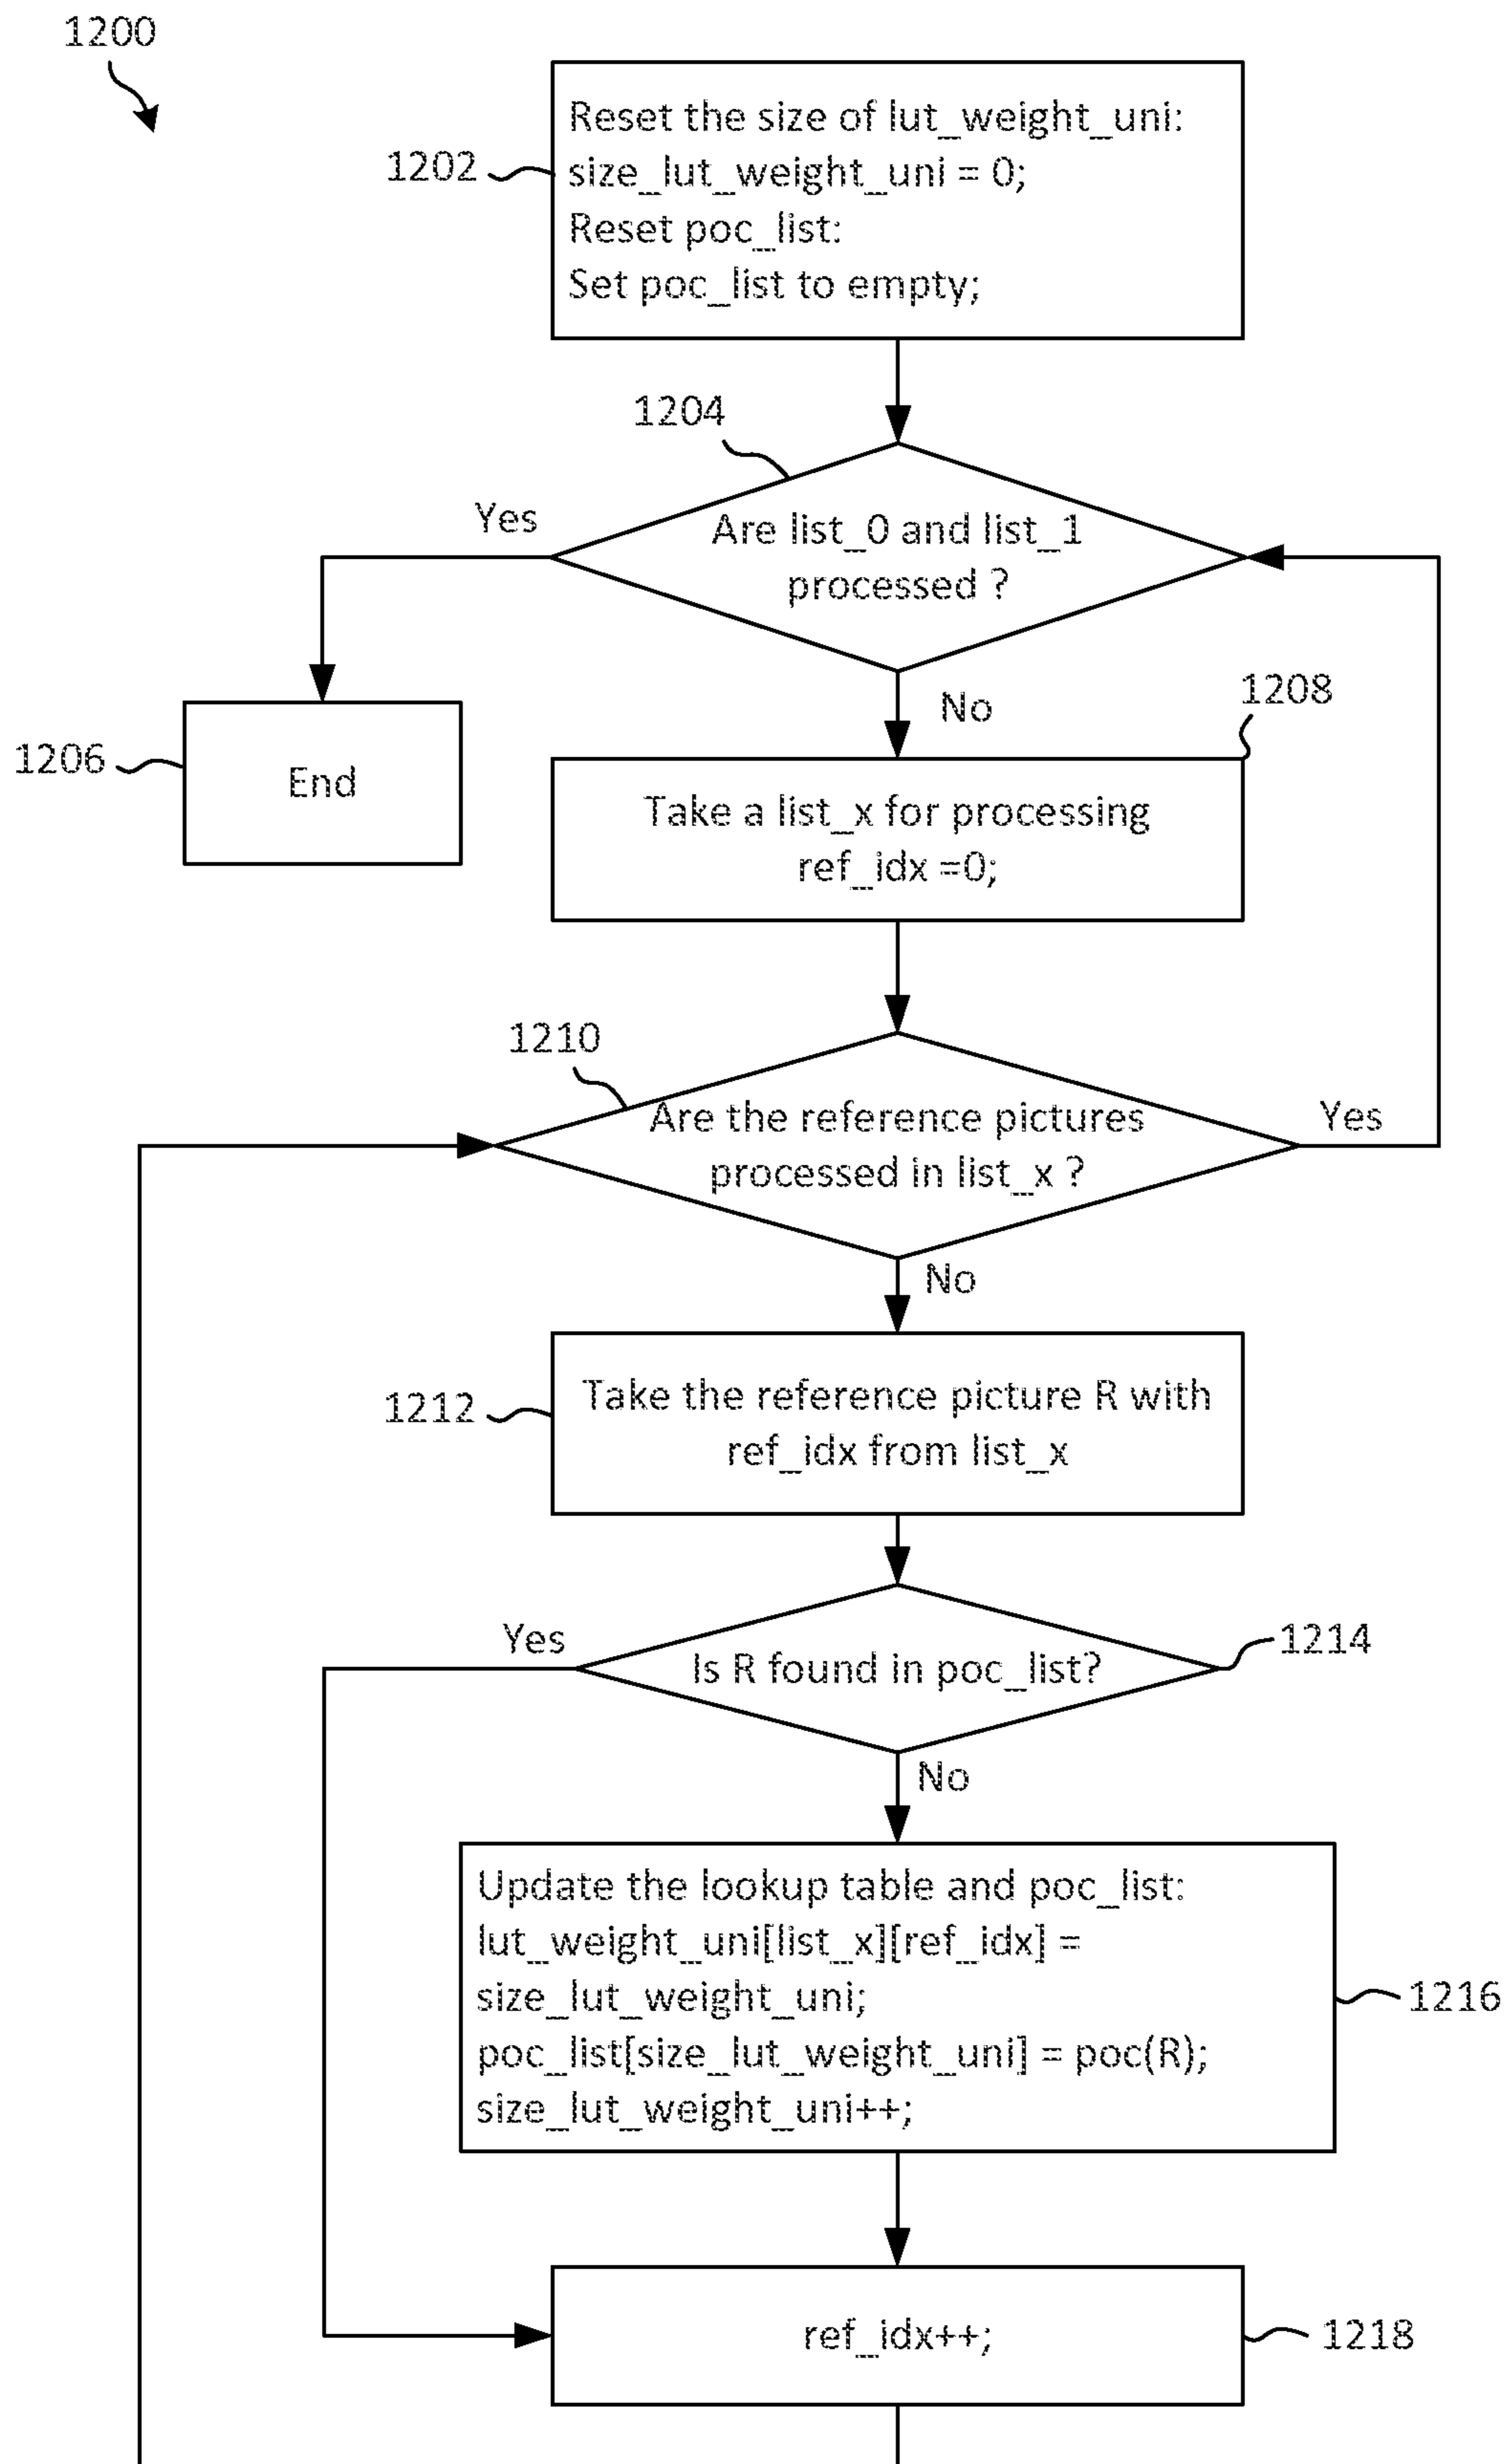 1200
Reset the size of lut_weight_uni:
size_lut_weight_uni = 0;
Reset poc_list:
Set poc_list to empty;
1202
1204
Yes
Are list_0 and list_1
processed ?
No
1206
End
1208
Take a list_x for processing
ref_idx =0;
1210
Are the reference pictures
processed in list_x ?
Yes
No
1212
Take the reference picture R with
ref_idx from list_x
Yes
Is R found in poc_list?
1214
No
Update the lookup table and poc_list:
lut_weight_uni[list_x][ref_idx] =
size_lut_weight_uni;
poc_list[size_lut_weight_uni] = poc(R);
size_lut_weight_uni++;
1216
ref_idx++;
1218